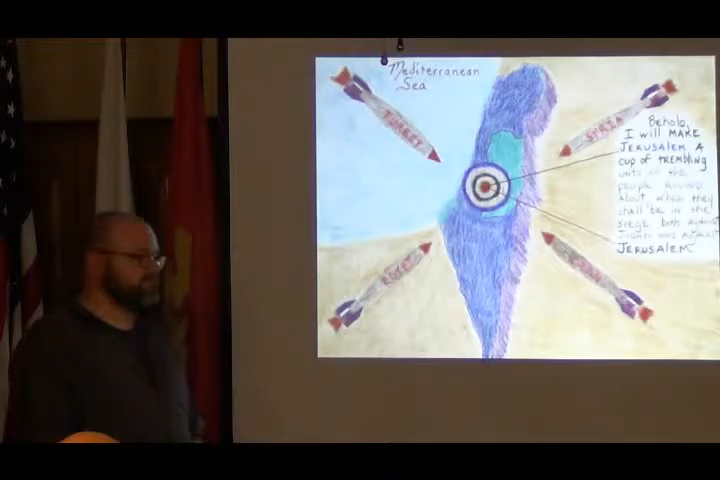 Mediterranean
Sea
TURKEY
SYRIA
Behold,
I will MAKE
JERUSALEM A
CUP OF TREMBLING
unto all the
people Round
About, when they
shall be in the
siege both against
JERUSALEM
EGYPT